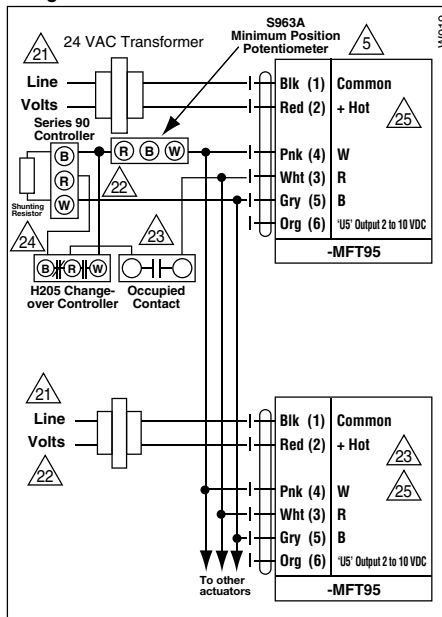 W019
S963A
Minimum Position
Potentiometer
21
24 VAC Transformer
5
Line
Volts
Blk (1) Common
Red (2) + Hot
25
Series 90
Controller
B
R
W
R B W
22
Shunting
Resistor
Pnk (4) W
Wht (3) R
Gry (5) B
Org (6) 'U5' Output 2 to 10 VDC
-MFT95
24
23
B R W
H205 Change-
over Controller
Occupied
Contact
21
Line
Volts
22
Blk (1) Common
Red (2) + Hot
23
25
Pnk (4) W
Wht (3) R
Gry (5) B
Org (6) 'U5' Output 2 to 10 VDC
-MFT95
To other
actuators